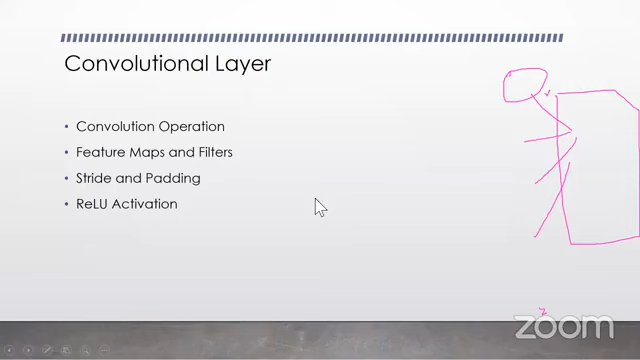 Convolutional Layer
• Convolution Operation
• Feature Maps and Filters
• Stride and Padding
• ReLU Activation
zoom